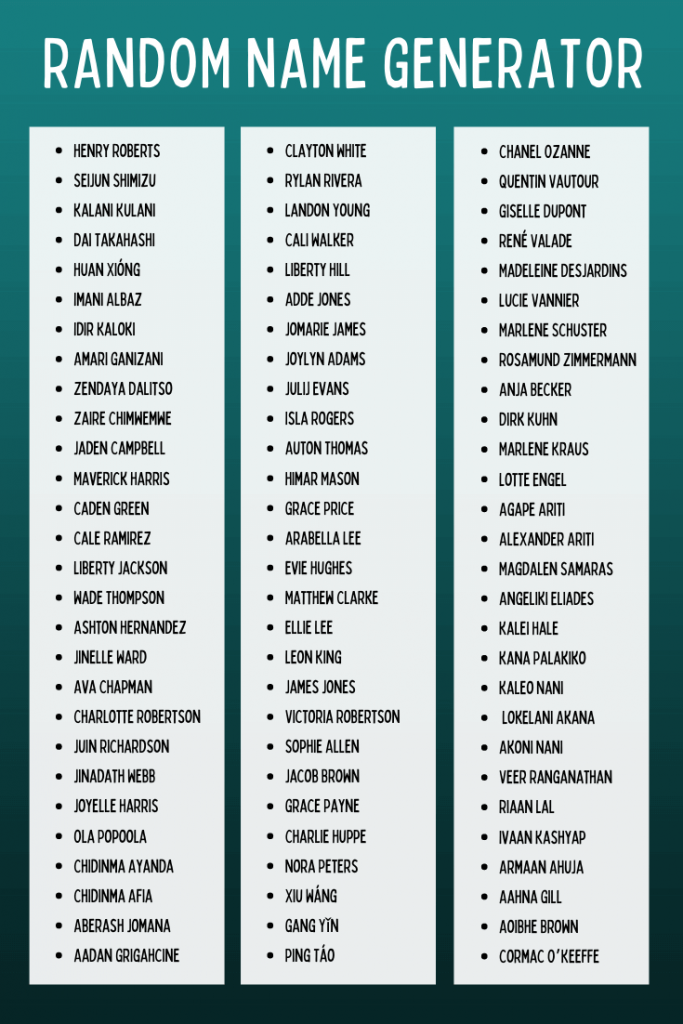 RANDOM NAME GENERATOR
HENRY ROBERTS
SEIJUN SHIMIZU
KALANI KULANI
DAI TAKAHASHI
HUAN XIÓNG
IMANI ALBAZ
IDIR KALOKI
AMARI GANIZANI
ZENDAYA DALITSO
ZAIRE CHIMWEMWE
JADEN CAMPBELL
MAVERICK HARRIS
CADEN GREEN
CALE RAMIREZ
LIBERTY JACKSON
WADE THOMPSON
ASHTON HERNANDEZ
JINELLE WARD
AVA CHAPMAN
CHARLOTTE ROBERTSON
JUIN RICHARDSON
JINADATH WEBB
JOYELLE HARRIS
OLA POPOOLA
CHIDINMA AYANDA
CHIDINMA AFIA
ABERASH JOMANA
AADAN GRIGAHCINE
CLAYTON WHITE
RYLAN RIVERA
LANDON YOUNG
CALI WALKER
LIBERTY HILL
ADDE JONES
JOMARIE JAMES
JOYLYN ADAMS
JULIJ EVANS
ISLA ROGERS
AUTON THOMAS
HIMAR MASON
GRACE PRICE
ARABELLA LEE
EVIE HUGHES
MATTHEW CLARKE
ELLIE LEE
LEON KING
JAMES JONES
VICTORIA ROBERTSON
SOPHIE ALLEN
JACOB BROWN
GRACE PAYNE
CHARLIE HUPPE
NORA PETERS
XIU WÁNG
GANG YǏN
PING TÁO
CHANEL OZANNE
QUENTIN VAUTOUR
GISELLE DUPONT
RENÉ VALADE
MADELEINE DESJARDINS
LUCIE VANNIER
MARLENE SCHUSTER
ROSAMUND ZIMMERMANN
ANJA BECKER
DIRK KUHN
MARLENE KRAUS
LOTTE ENGEL
AGAPE ARITI
ALEXANDER ARITI
MAGDALEN SAMARAS
ANGELIKI ELIADES
KALEI HALE
KANA PALAKIKO
KALEO NANI
LOKELANI AKANA
AKONI NANI
VEER RANGANATHAN
RIAAN LAL
IVAAN KASHYAP
ARMAAN AHUJA
AAHNA GILL
AOIBHE BROWN
CORMAC O'KEEFFE